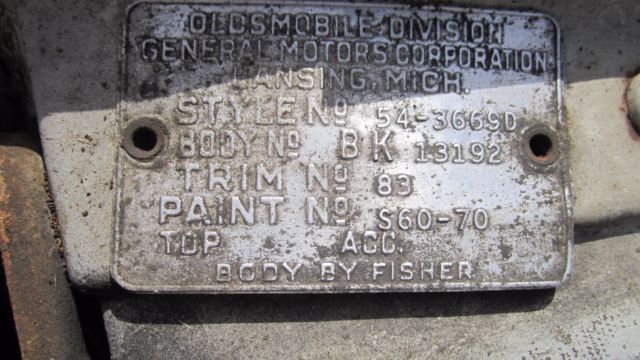 OLDSMOBILE DIVISION
GENERAL MOTORS CORPORATION
LANSING, MICH.
STYLE Nº 54-3669D
BODY Nº BK 13192
TRIM Nº 83
PAINT Nº S60-70
TOP ACC.
BODY BY FISHER